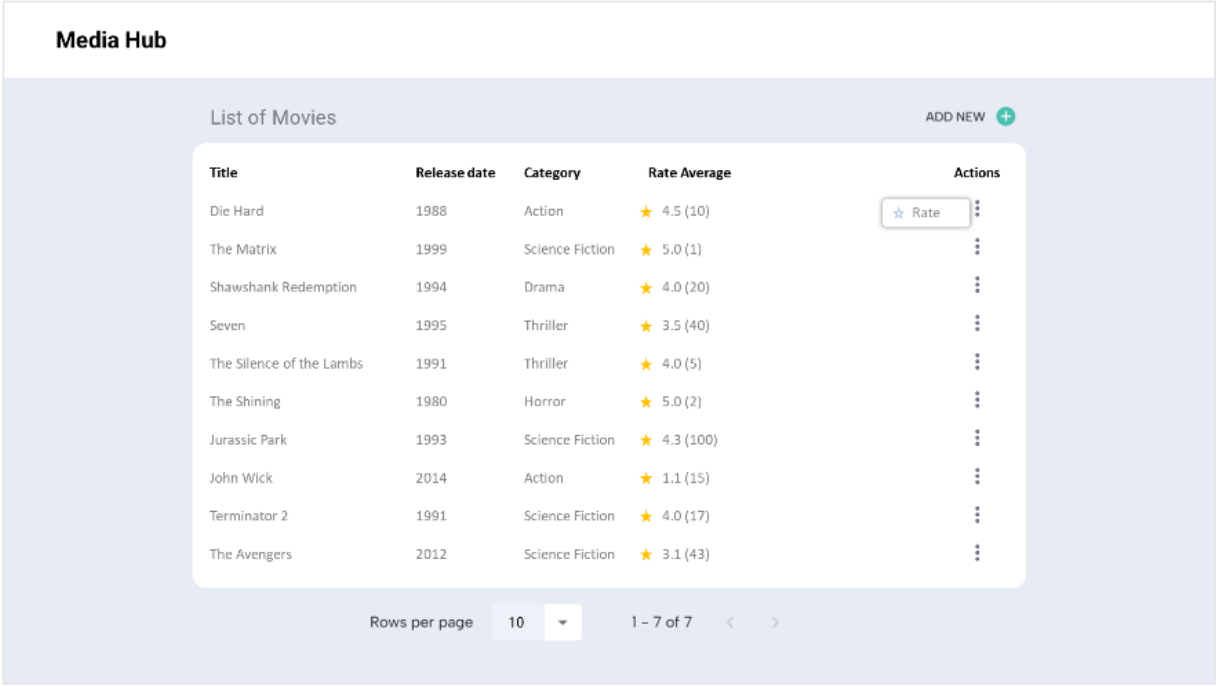 Media Hub
List of Movies ADD NEW
Title Release date Category Rate Average Actions
Die Hard 1988 Action 4.5 (10) Rate
The Matrix 1999 Science Fiction 5.0 (1)
Shawshank Redemption 1994 Drama 4.0 (20)
Seven 1995 Thriller 3.5 (40)
The Silence of the Lambs 1991 Thriller 4.0 (5)
The Shining 1980 Horror 5.0 (2)
Jurassic Park 1993 Science Fiction 4.3 (100)
John Wick 2014 Action 1.1 (15)
Terminator 2 1991 Science Fiction 4.0 (17)
The Avengers 2012 Science Fiction 3.1 (43)
Rows per page 10 1 – 7 of 7